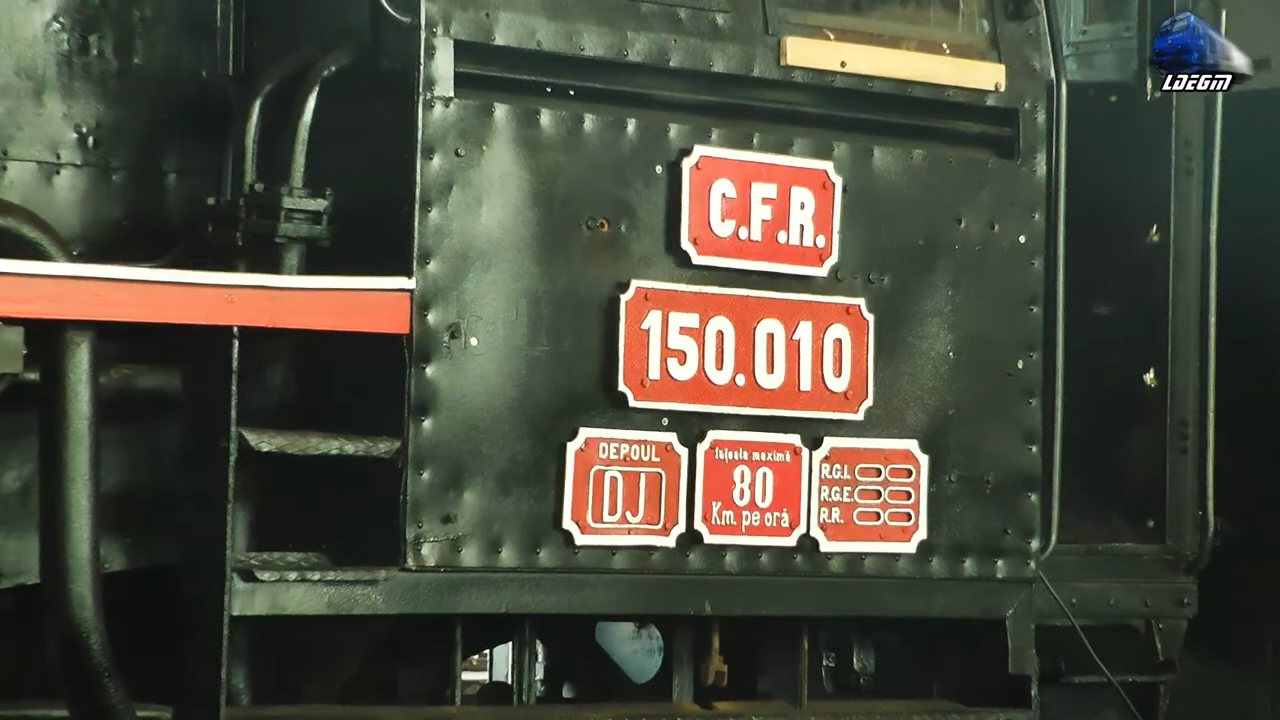 LDEGM
C.F.R.
150.010
DEPOUL
DJ
Iuțeala maximă
80
Km. pe oră
R.G.I.
R.G.E.
R.R.